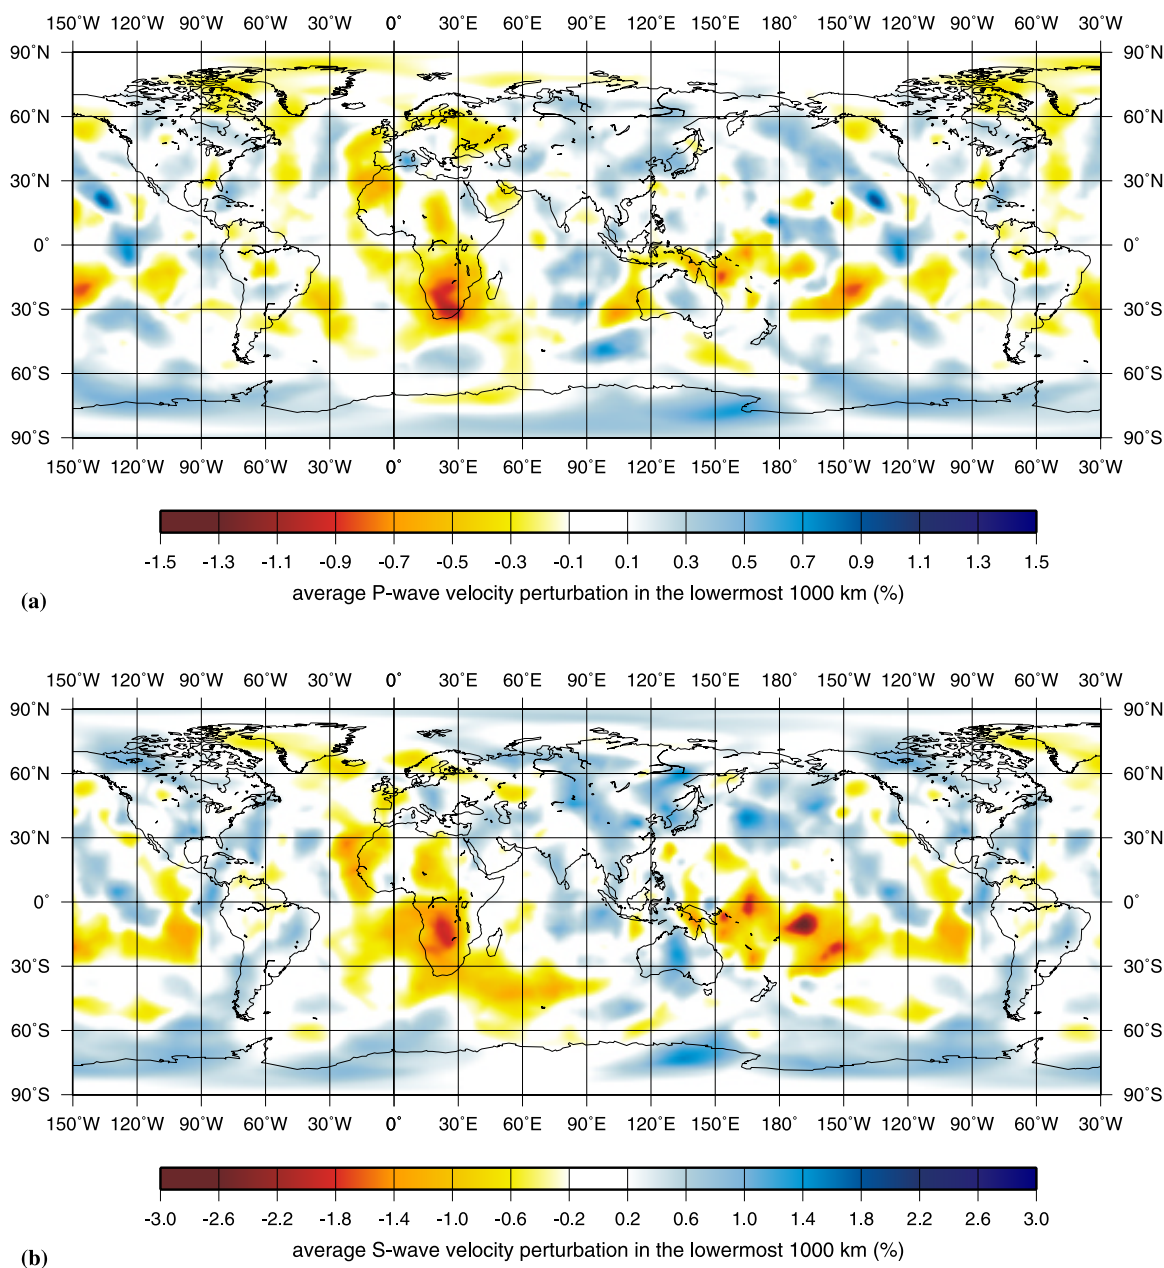 150˚W 120˚W 90˚W 60˚W 30˚W 0˚ 30˚E 60˚E 90˚E 120˚E 150˚E 180˚ 150˚W 120˚W 90˚W 60˚W 30˚W
90˚N 90˚N
60˚N 60˚N
30˚N 30˚N
0˚ 0˚
30˚S 30˚S
60˚S 60˚S
90˚S 90˚S
150˚W 120˚W 90˚W 60˚W 30˚W 0˚ 30˚E 60˚E 90˚E 120˚E 150˚E 180˚ 150˚W 120˚W 90˚W 60˚W 30˚W
-1.5 -1.3 -1.1 -0.9 -0.7 -0.5 -0.3 -0.1 0.1 0.3 0.5 0.7 0.9 1.1 1.3 1.5
(a) average P-wave velocity perturbation in the lowermost 1000 km (%)
150˚W 120˚W 90˚W 60˚W 30˚W 0˚ 30˚E 60˚E 90˚E 120˚E 150˚E 180˚ 150˚W 120˚W 90˚W 60˚W 30˚W
90˚N 90˚N
60˚N 60˚N
30˚N 30˚N
0˚ 0˚
30˚S 30˚S
60˚S 60˚S
90˚S 90˚S
150˚W 120˚W 90˚W 60˚W 30˚W 0˚ 30˚E 60˚E 90˚E 120˚E 150˚E 180˚ 150˚W 120˚W 90˚W 60˚W 30˚W
-3.0 -2.6 -2.2 -1.8 -1.4 -1.0 -0.6 -0.2 0.2 0.6 1.0 1.4 1.8 2.2 2.6 3.0
(b) average S-wave velocity perturbation in the lowermost 1000 km (%)